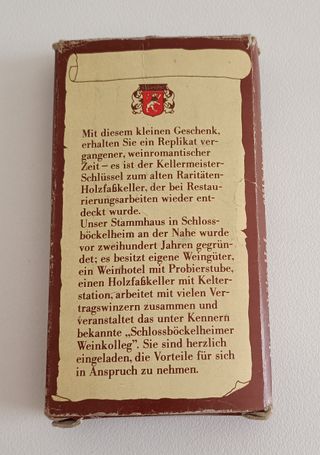 Mit diesem kleinen Geschenk,
erhalten Sie ein Replikat ver-
gangener, weinromantischer
Zeit – es ist der Kellermeister-
Schlüssel zum alten Raritäten-
Holzfaßkeller, der bei Restau-
rierungsarbeiten wieder ent-
deckt wurde.
Unser Stammhaus in Schloss-
böckelheim an der Nahe wurde
vor zweihundert Jahren gegrün-
det; es besitzt eigene Weingüter,
ein Weinhotel mit Probierstube,
einen Holzfaßkeller mit Kelter-
station, arbeitet mit vielen Ver-
tragswinzern zusammen und
veranstaltet das unter Kennern
bekannte „Schlossböckelheimer
Weinkolleg". Sie sind herzlich
eingeladen, die Vorteile für sich
in Anspruch zu nehmen.